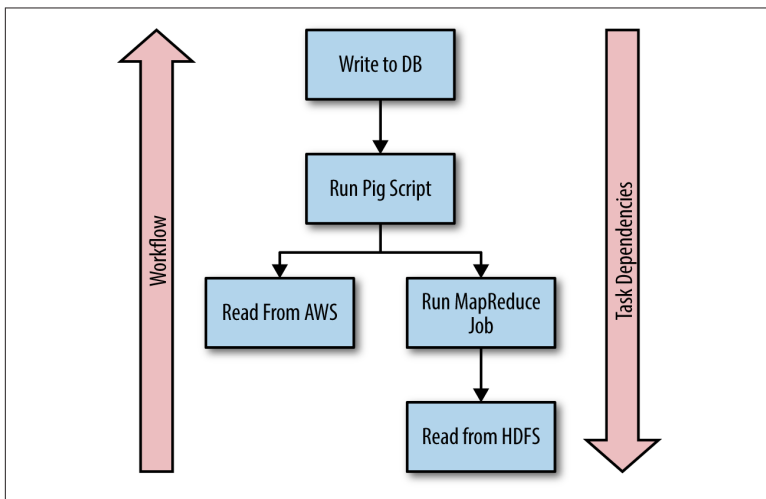 Write to DB
Run Pig Script
Workflow
Task Dependencies
Read From AWS
Run MapReduce
Job
Read from HDFS